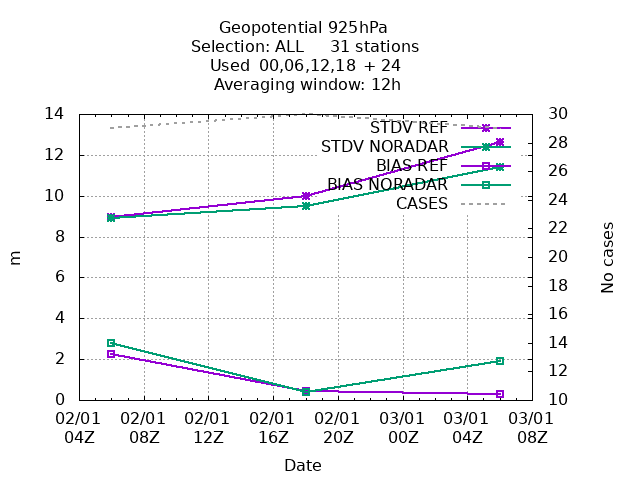 Geopotential 925hPa
Selection: ALL 31 stations
Used 00,06,12,18 + 24
Averaging window: 12h
14
12
10
8
6
4
2
0
m
STDV REF
STDV NORADAR
BIAS REF
BIAS NORADAR
CASES
30
28
26
24
22
20
18
16
14
12
10
No cases
02/01 02/01 02/01 02/01 02/01 03/01 03/01 03/01
04Z 08Z 12Z 16Z 20Z 00Z 04Z 08Z
Date